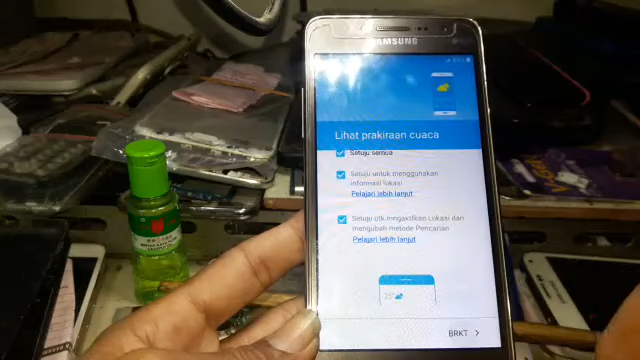 SAMSUNG
Lihat prakiraan cuaca
Setuju semua
Setuju untuk menggunakan
informasi lokasi
Pelajari lebih lanjut
Setuju utk mngaktifkan Lokasi dan
mengubah metode Pencarian
Pelajari lebih lanjut
BRKT >